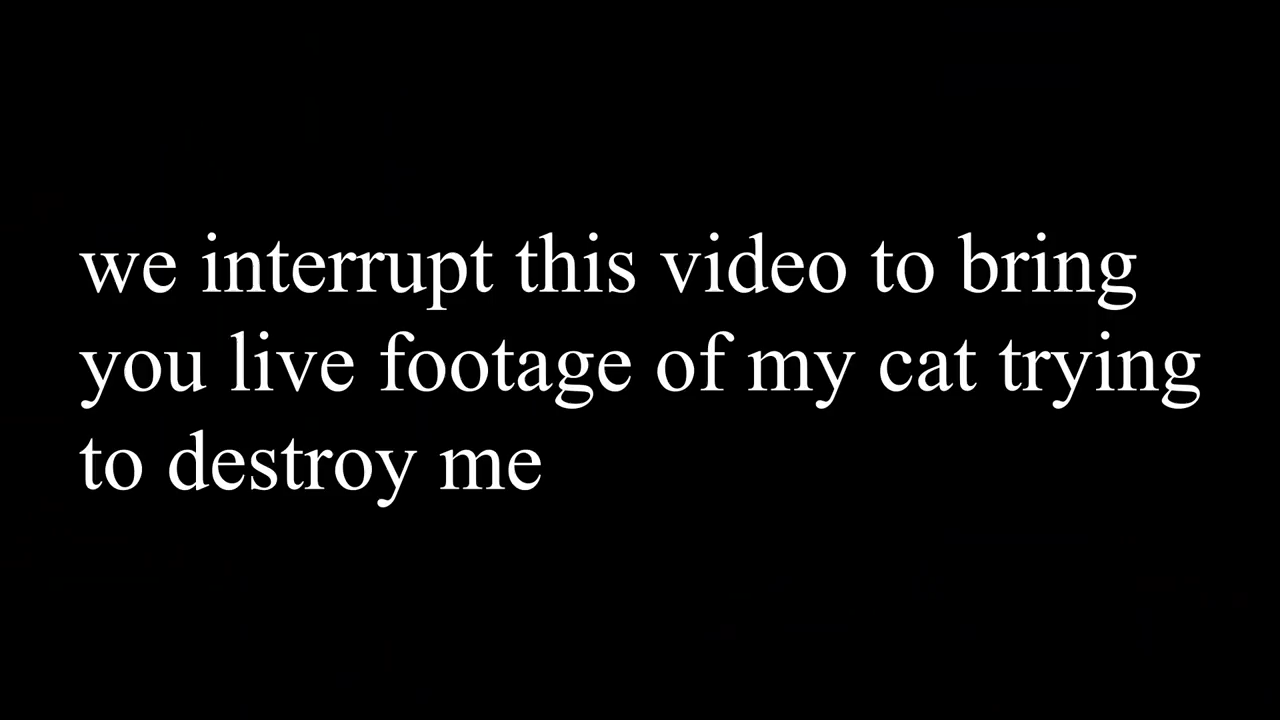 we interrupt this video to bring
you live footage of my cat trying
to destroy me